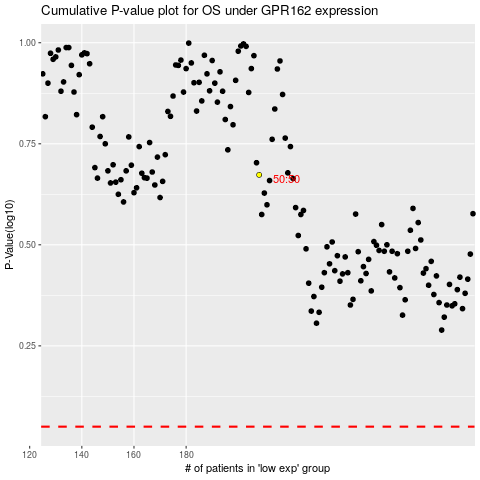 Cumulative P-value plot for OS under GPR162 expression
P-Value(log10)
1.00
0.75
0.50
0.25
50:50
120 140 160 180
# of patients in 'low exp' group